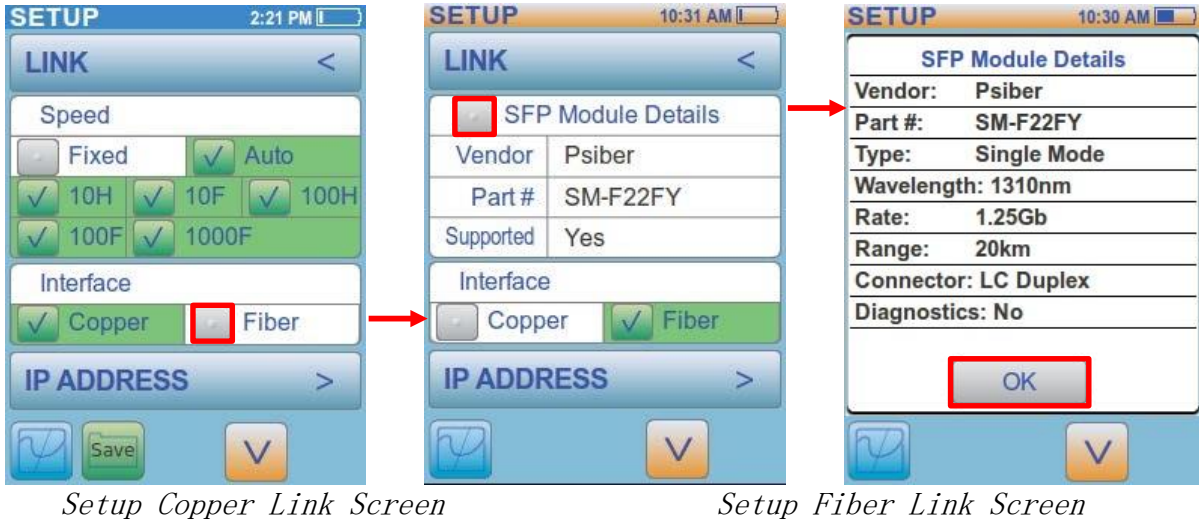 SETUP 2:21 PM
LINK <
Speed
Fixed Auto
10H 10F 100H
100F 1000F
Interface
Copper Fiber
IP ADDRESS >
Save V
SETUP 10:31 AM
LINK <
SFP Module Details
Vendor Psiber
Part # SM-F22FY
Supported Yes
Interface
Copper Fiber
IP ADDRESS >
V
SETUP 10:30 AM
SFP Module Details
Vendor: Psiber
Part #: SM-F22FY
Type: Single Mode
Wavelength: 1310nm
Rate: 1.25Gb
Range: 20km
Connector: LC Duplex
Diagnostics: No
OK
V
Setup Copper Link Screen
Setup Fiber Link Screen